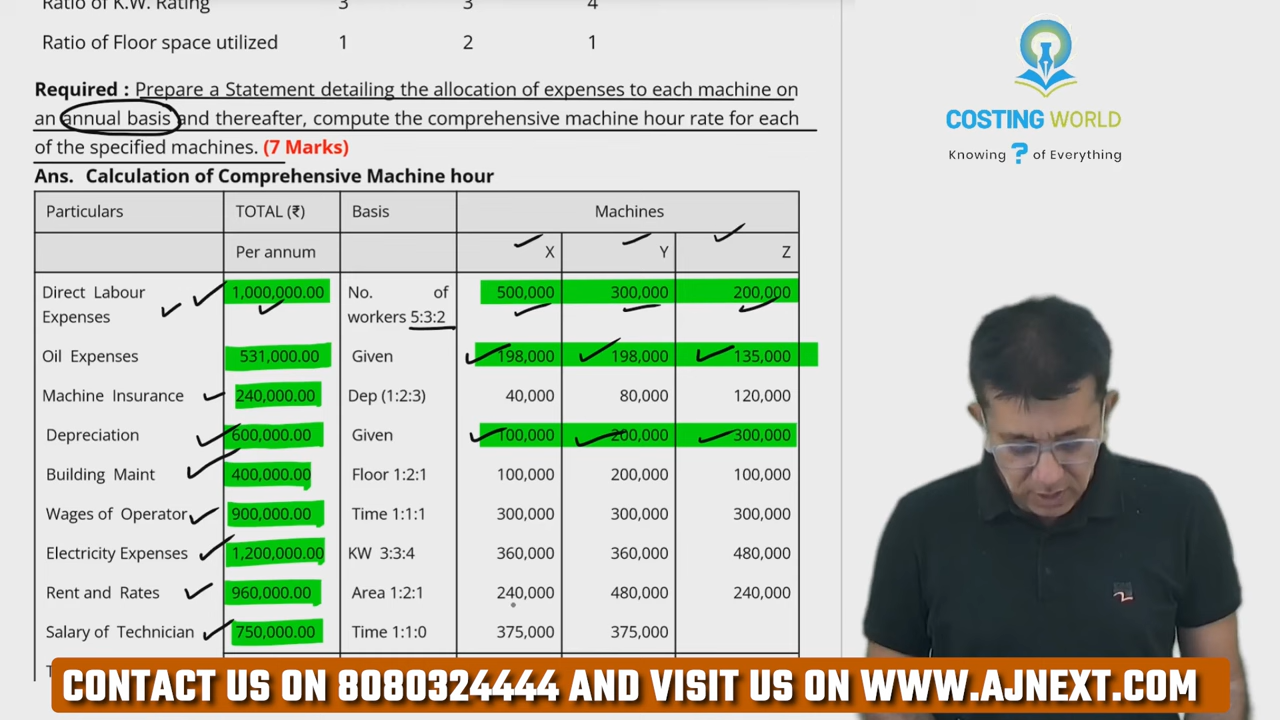 Ratio of K.W. Rating 3 3 4
Ratio of Floor space utilized 1 2 1
Required : Prepare a Statement detailing the allocation of expenses to each machine on
an annual basis and thereafter, compute the comprehensive machine hour rate for each
of the specified machines. (7 Marks)
Ans. Calculation of Comprehensive Machine hour
Particulars TOTAL (₹) Basis Machines
Per annum X Y Z
Direct Labour 1,000,000.00 No. of 500,000 300,000 200,000
Expenses workers 5:3:2
Oil Expenses 531,000.00 Given 198,000 198,000 135,000
Machine Insurance 240,000.00 Dep (1:2:3) 40,000 80,000 120,000
Depreciation 600,000.00 Given 100,000 200,000 300,000
Building Maint 400,000.00 Floor 1:2:1 100,000 200,000 100,000
Wages of Operator 900,000.00 Time 1:1:1 300,000 300,000 300,000
Electricity Expenses 1,200,000.00 KW 3:3:4 360,000 360,000 480,000
Rent and Rates 960,000.00 Area 1:2:1 240,000 480,000 240,000
Salary of Technician 750,000.00 Time 1:1:0 375,000 375,000
COSTING WORLD
Knowing ? of Everything
CONTACT US ON 8080324444 AND VISIT US ON WWW.AJNEXT.COM